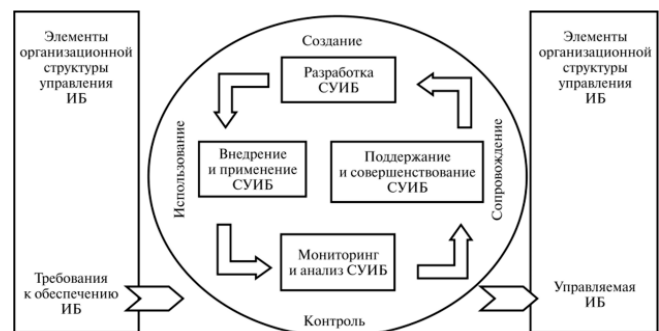 Элементы
организационной
структуры
управления
ИБ
Требования
к обеспечению
ИБ
Создание
Разработка
СУИБ
Использование
Внедрение
и применение
СУИБ
Поддержание
и совершенствование
СУИБ
Сопровождение
Мониторинг
и анализ СУИБ
Контроль
Элементы
организационной
структуры
управления
ИБ
Управляемая
ИБ